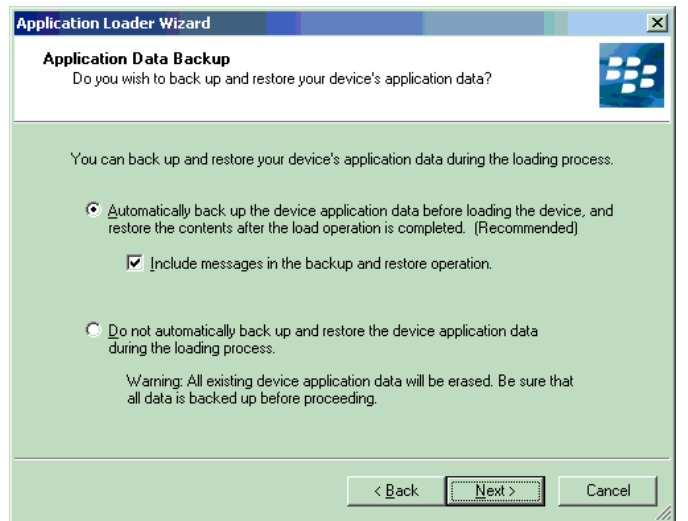 Application Loader Wizard
Application Data Backup
Do you wish to back up and restore your device's application data?
You can back up and restore your device's application data during the loading process.
Automatically back up the device application data before loading the device, and
restore the contents after the load operation is completed. (Recommended)
Include messages in the backup and restore operation.
Do not automatically back up and restore the device application data
during the loading process.
Warning: All existing device application data will be erased. Be sure that
all data is backed up before proceeding.
< Back Next > Cancel